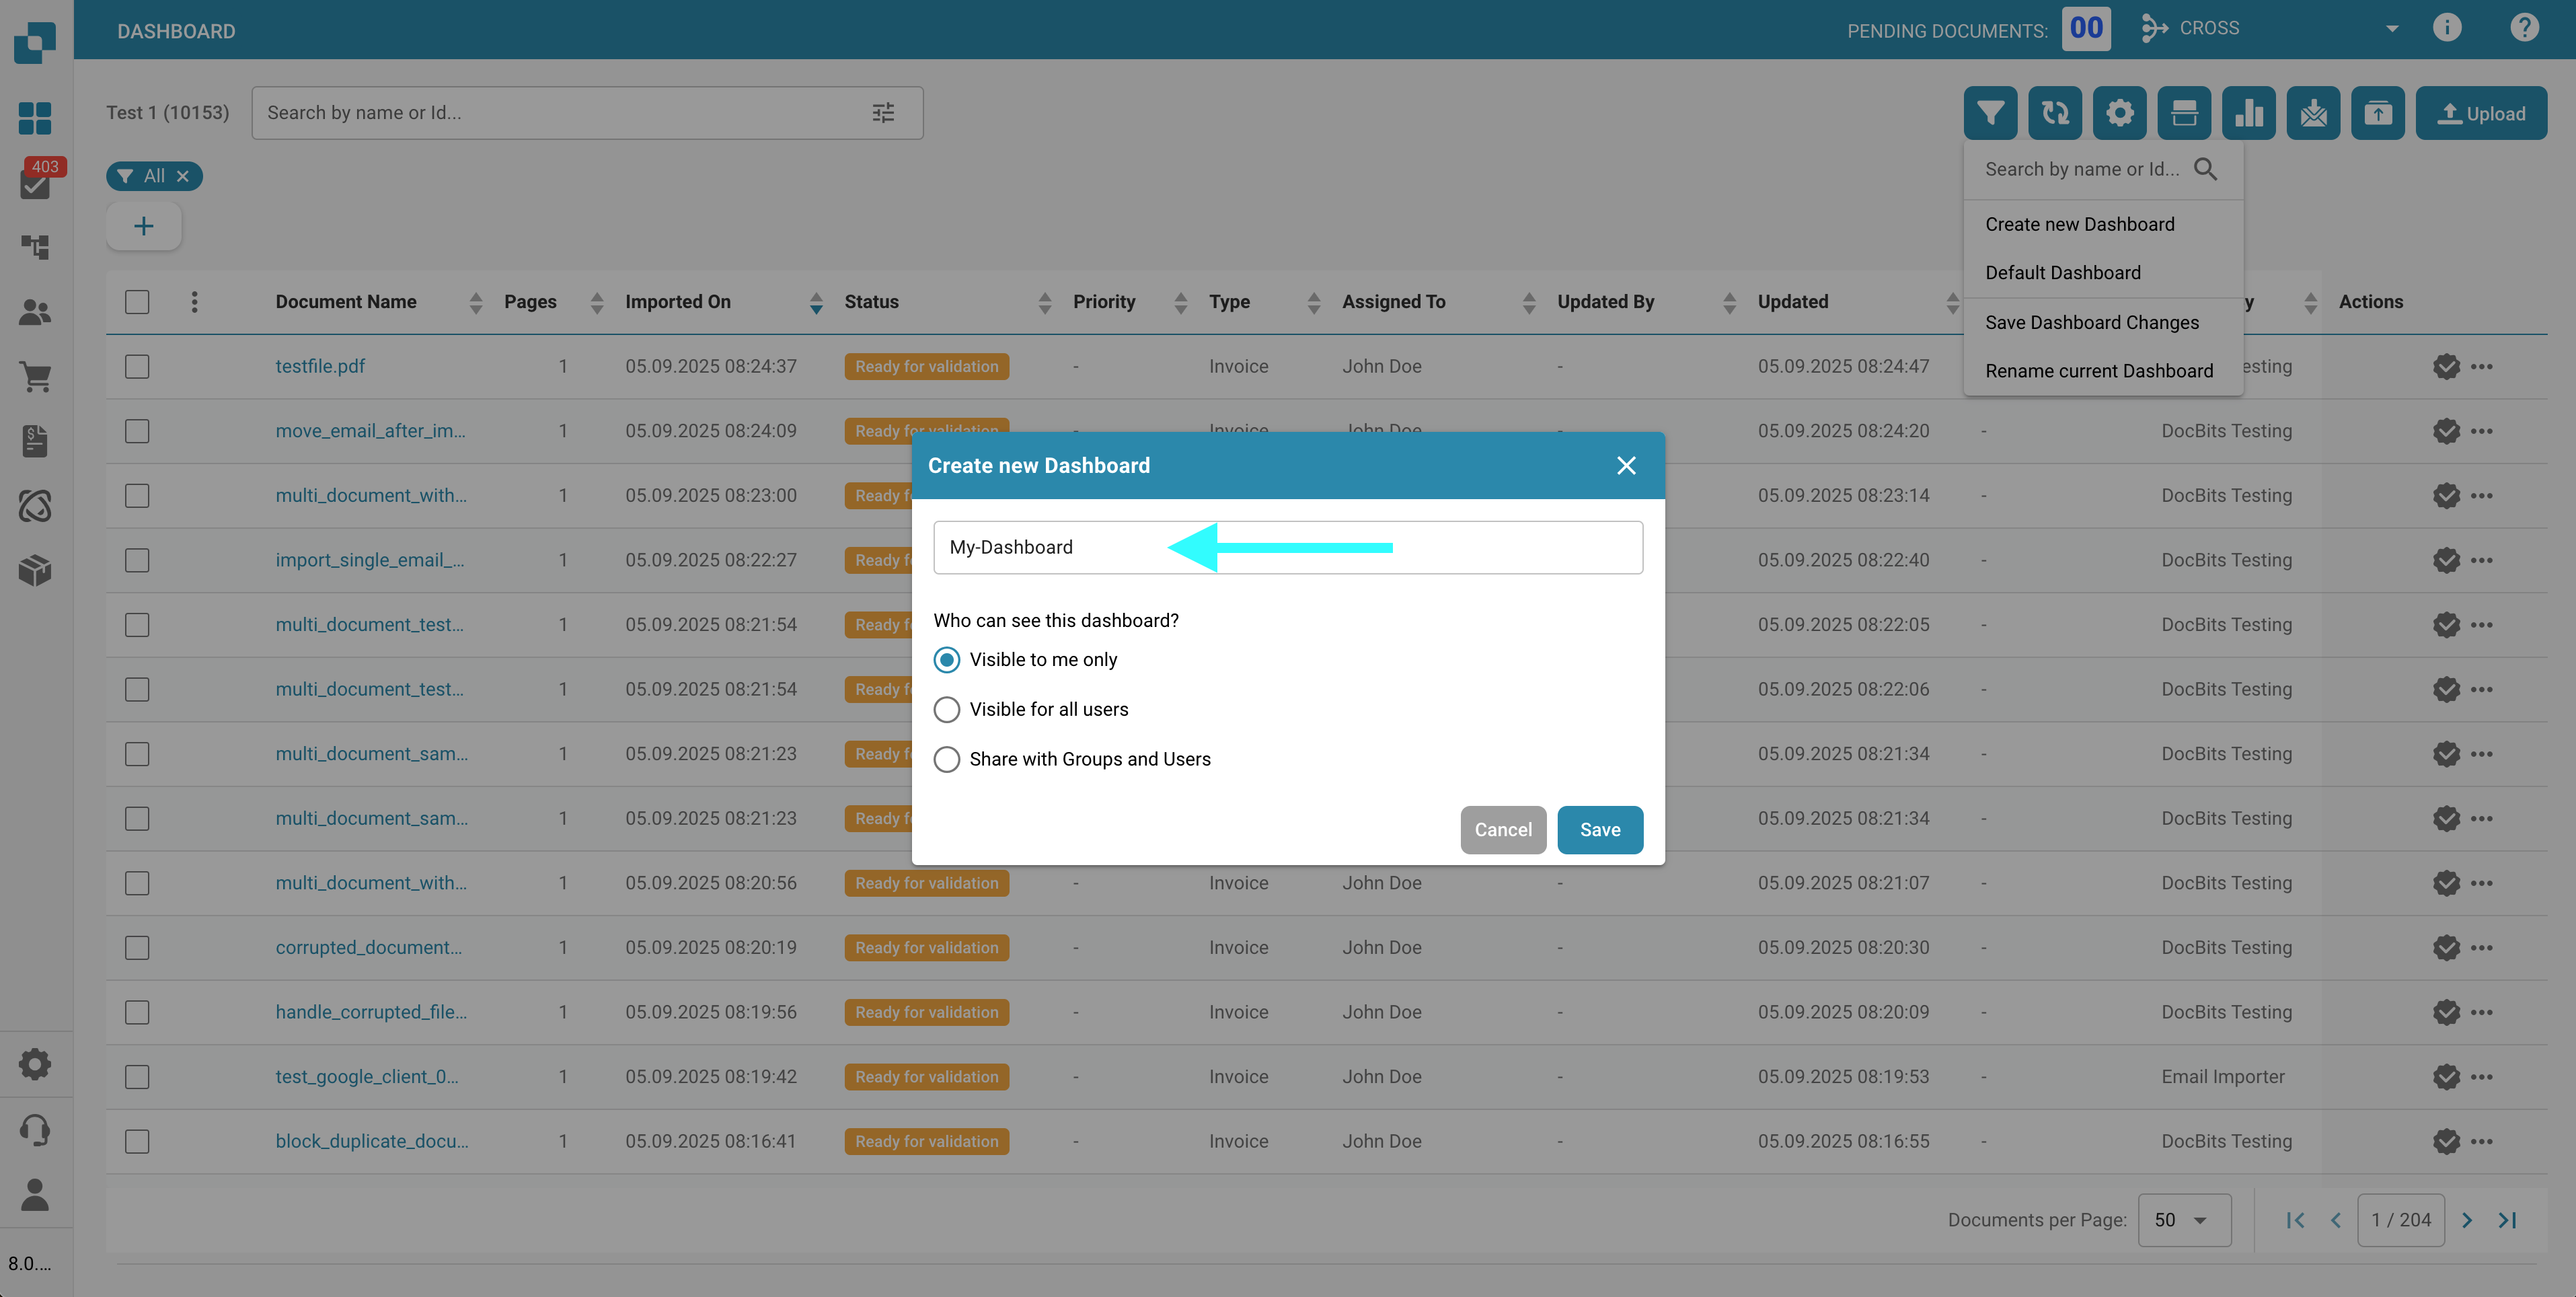 DASHBOARD
PENDING DOCUMENTS: 00 CROSS
Test 1 (10153) Search by name or Id... Upload
403
All
Search by name or Id...
Create new Dashboard
Default Dashboard
Save Dashboard Changes
Rename current Dashboard
Document Name Pages Imported On Status Priority Type Assigned To Updated By Updated y Actions
testfile.pdf 1 05.09.2025 08:24:37 Ready for validation - Invoice John Doe - 05.09.2025 08:24:47 esting
move_email_after_im... 1 05.09.2025 08:24:09 Ready for validation - Invoice John Doe 05.09.2025 08:24:20 - DocBits Testing
multi_document_with... 1 05.09.2025 08:23:00 Ready f 05.09.2025 08:23:14 - DocBits Testing
import_single_email_... 1 05.09.2025 08:22:27 Ready f 05.09.2025 08:22:40 - DocBits Testing
multi_document_test... 1 05.09.2025 08:21:54 Ready f 05.09.2025 08:22:05 - DocBits Testing
multi_document_test... 1 05.09.2025 08:21:54 Ready f 05.09.2025 08:22:06 - DocBits Testing
multi_document_sam... 1 05.09.2025 08:21:23 Ready f 05.09.2025 08:21:34 - DocBits Testing
multi_document_sam... 1 05.09.2025 08:21:23 Ready f 05.09.2025 08:21:34 - DocBits Testing
multi_document_with... 1 05.09.2025 08:20:56 Ready for validation - Invoice John Doe - 05.09.2025 08:21:07 - DocBits Testing
corrupted_document... 1 05.09.2025 08:20:19 Ready for validation - Invoice John Doe - 05.09.2025 08:20:30 - DocBits Testing
handle_corrupted_file... 1 05.09.2025 08:19:56 Ready for validation - Invoice John Doe - 05.09.2025 08:20:09 - DocBits Testing
test_google_client_0... 1 05.09.2025 08:19:42 Ready for validation - Invoice John Doe - 05.09.2025 08:19:53 - Email Importer
block_duplicate_docu... 1 05.09.2025 08:16:41 Ready for validation - Invoice John Doe - 05.09.2025 08:16:55 - DocBits Testing
Create new Dashboard
My-Dashboard
Who can see this dashboard?
Visible to me only
Visible for all users
Share with Groups and Users
Cancel Save
Documents per Page: 50 1 / 204
8.0....